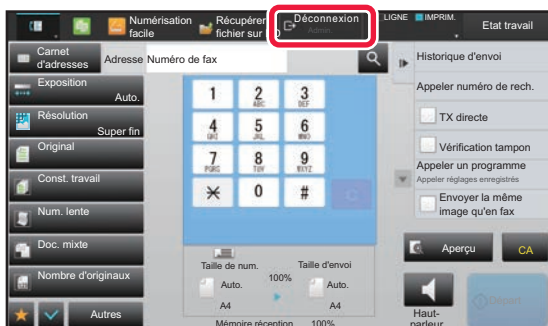 Numérisation
facile
Récupérer
fichier sur
Déconnexion
Admin.
LIGNE
IMPRIM.
Etat travail
Carnet
d'adresses
Adresse Numéro de fax
Exposition
Auto.
Résolution
Super fin
Original
Const. travail
Num. lente
Doc. mixte
Nombre d'originaux
Autres
1
2
ABC
3
DEF
4
GHI
5
JKL
6
MNO
7
PQRS
8
TUV
9
WXYZ
0
#
C
Taille de
num.
Taille d'envoi
Auto.
100%
Auto.
A4
A4
Mémoire réception 100%
Historique d'envoi
Appeler numéro de rech.
TX directe
Vérification tampon
Appeler un programme
Appeler réglages enregistrés
Envoyer la même
image qu'en fax
Aperçu
CA
Haut-
parleur
Départ